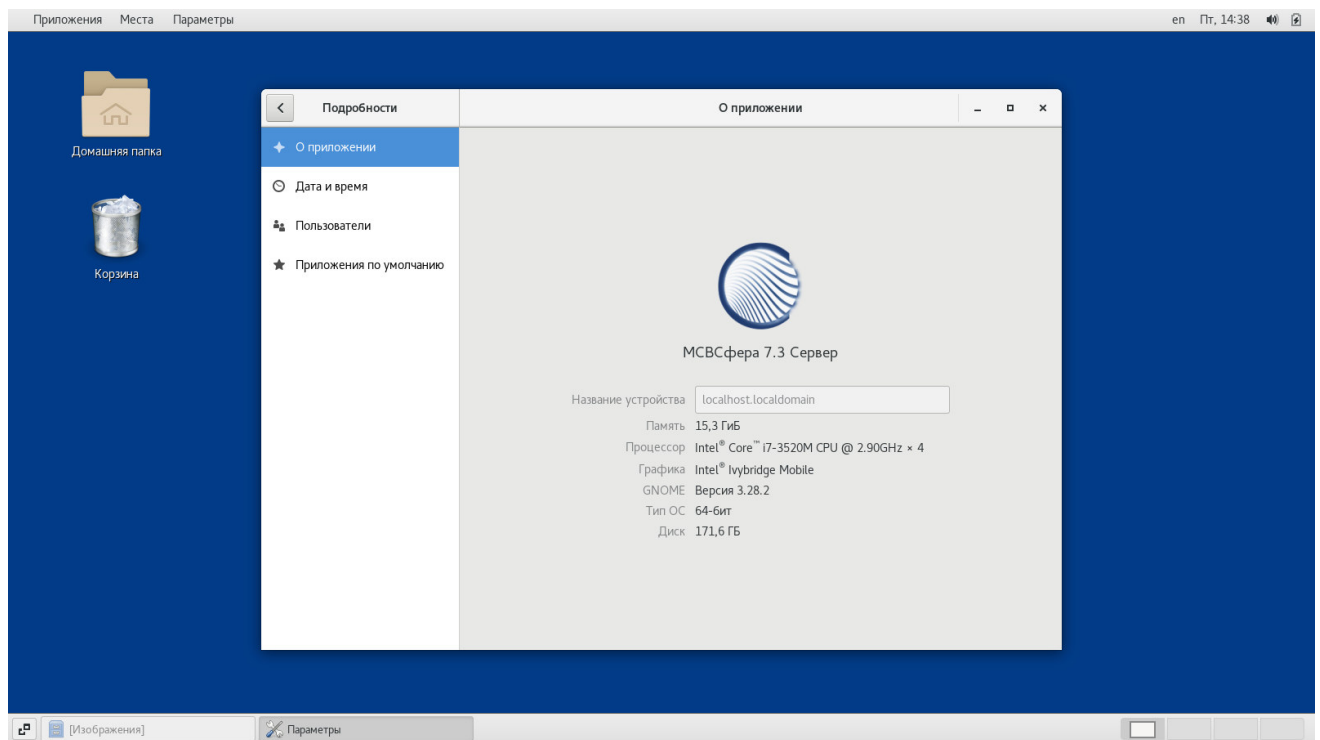 Приложения Места Параметры en Пт, 14:38
Домашняя папка
Корзина
Подробности О приложении
О приложении
Дата и время
Пользователи
Приложения по умолчанию
МСВСфера 7.3 Сервер
Название устройства localhost.localdomain
Память 15,3 ГиБ
Процессор Intel® Core™ i7-3520M CPU @ 2.90GHz × 4
Графика Intel® Ivybridge Mobile
GNOME Версия 3.28.2
Тип ОС 64-бит
Диск 171,6 ГБ
[Изображения] Параметры